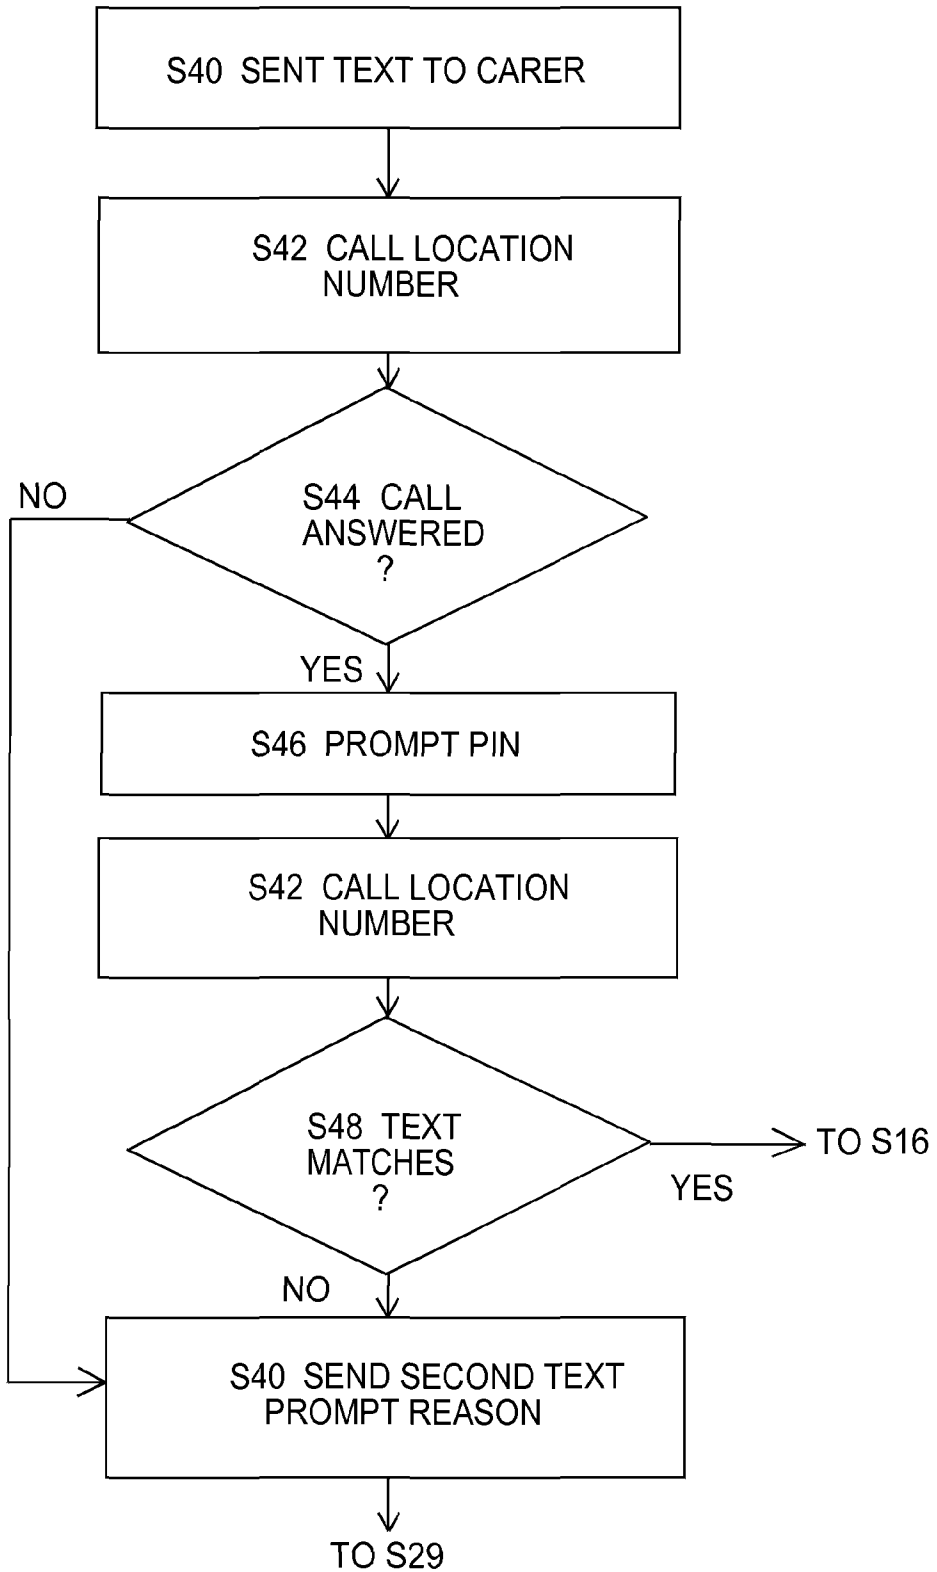 S40 SENT TEXT TO CARER
S42 CALL LOCATION
NUMBER
NO
S44 CALL
ANSWERED
?
YES
S46 PROMPT PIN
S42 CALL LOCATION
NUMBER
S48 TEXT
MATCHES
?
TO S16
YES
NO
S40 SEND SECOND TEXT
PROMPT REASON
TO S29